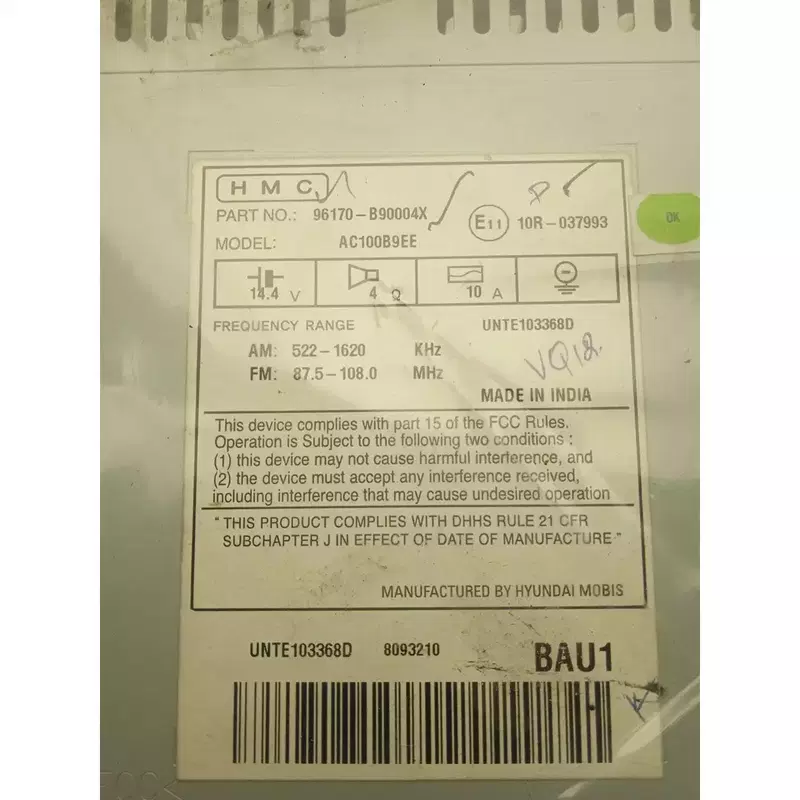 HMC
PART NO.: 96170-B90004X
E11 10R-037993
OK
MODEL: AC100B9EE
14.4 V
4 Ω
10 A
FREQUENCY RANGE
UNTE103368D
AM: 522-1620 KHz
FM: 87.5-108.0 MHz
VQ12.
MADE IN INDIA
This device complies with part 15 of the FCC Rules.
Operation is Subject to the following two conditions :
(1) this device may not cause harmful interference, and
(2) the device must accept any interference received,
including interference that may cause undesired operation
" THIS PRODUCT COMPLIES WITH DHHS RULE 21 CFR
SUBCHAPTER J IN EFFECT OF DATE OF MANUFACTURE "
MANUFACTURED BY HYUNDAI MOBIS
UNTE103368D 8093210 BAU1